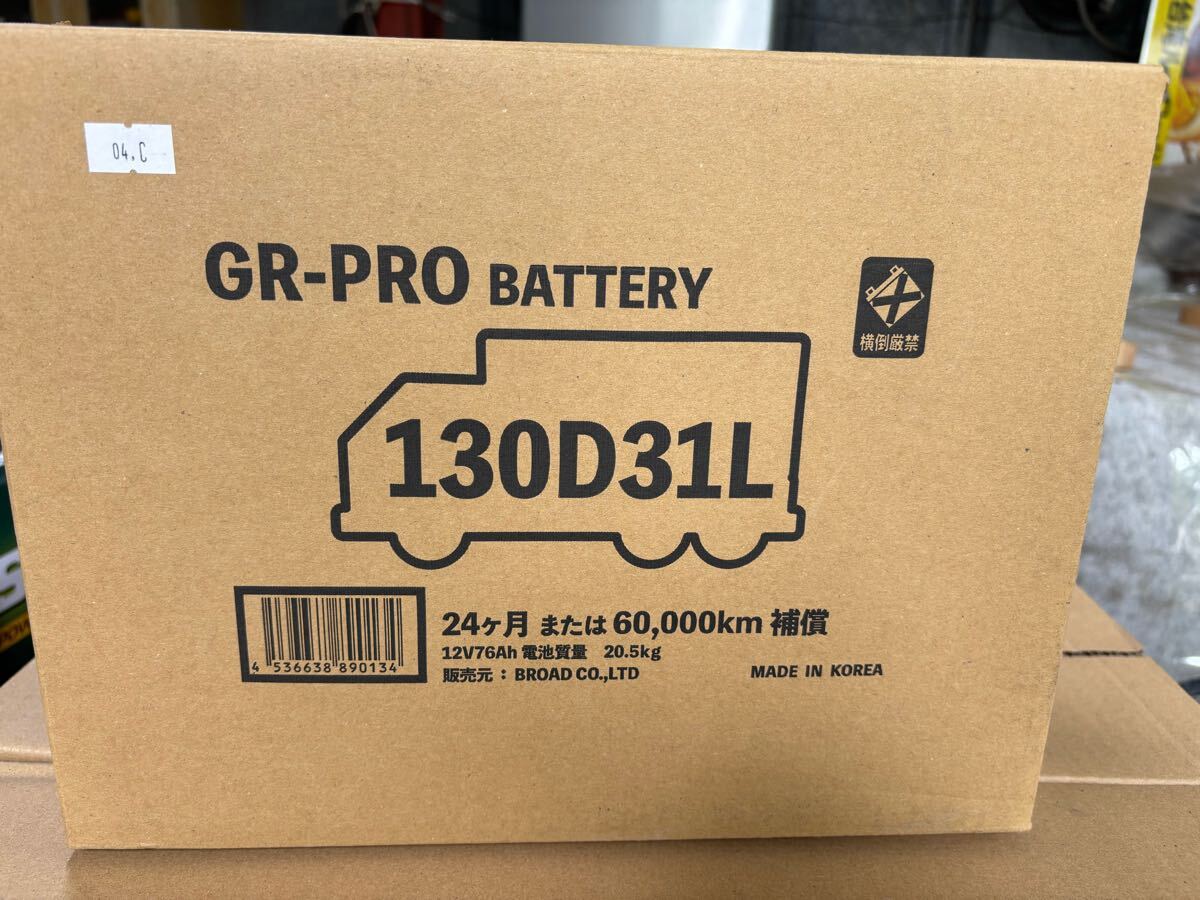 04.C
GR-PRO BATTERY
横倒厳禁
130D31L
24ヶ月 または 60,000km 補償
12V76Ah 電池質量 20.5kg
4 536638 890134
販売元 : BROAD CO.,LTD
MADE IN KOREA